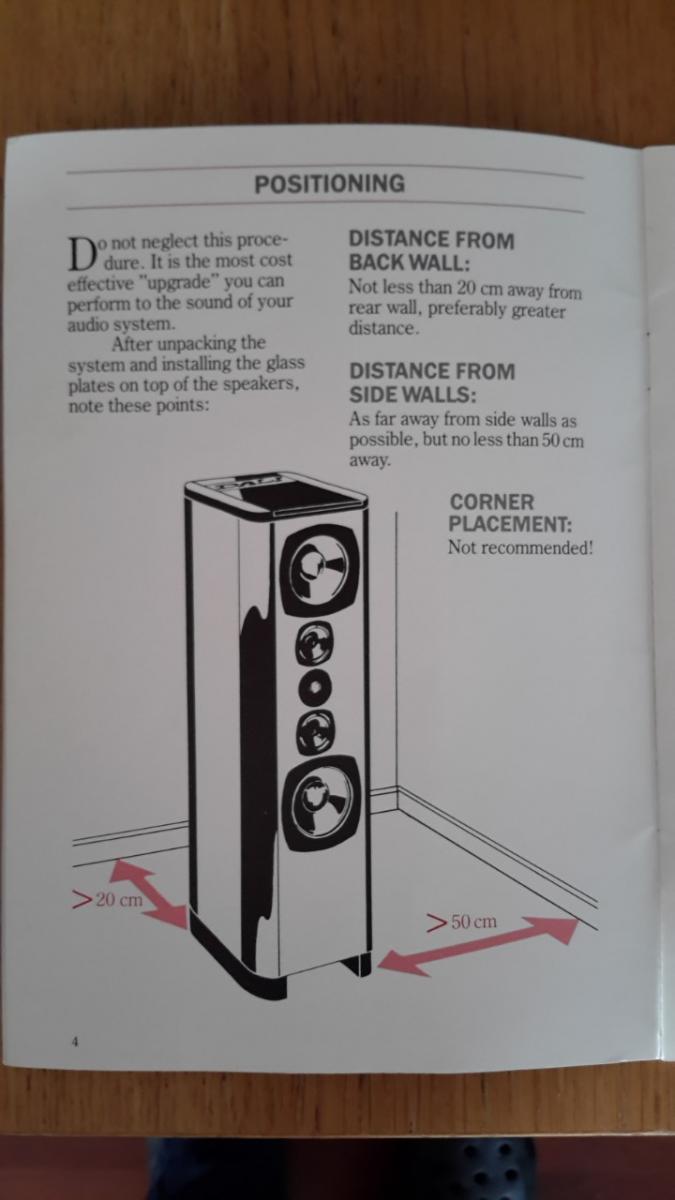 POSITIONING
Do not neglect this proce-
dure. It is the most cost
effective "upgrade" you can
perform to the sound of your
audio system.
After unpacking the
system and installing the glass
plates on top of the speakers,
note these points:
DISTANCE FROM
BACK WALL:
Not less than 20 cm away from
rear wall, preferably greater
distance.
DISTANCE FROM
SIDE WALLS:
As far away from side walls as
possible, but no less than 50 cm
away.
CORNER
PLACEMENT:
Not recommended!
DALI
>20 cm
>50 cm
4